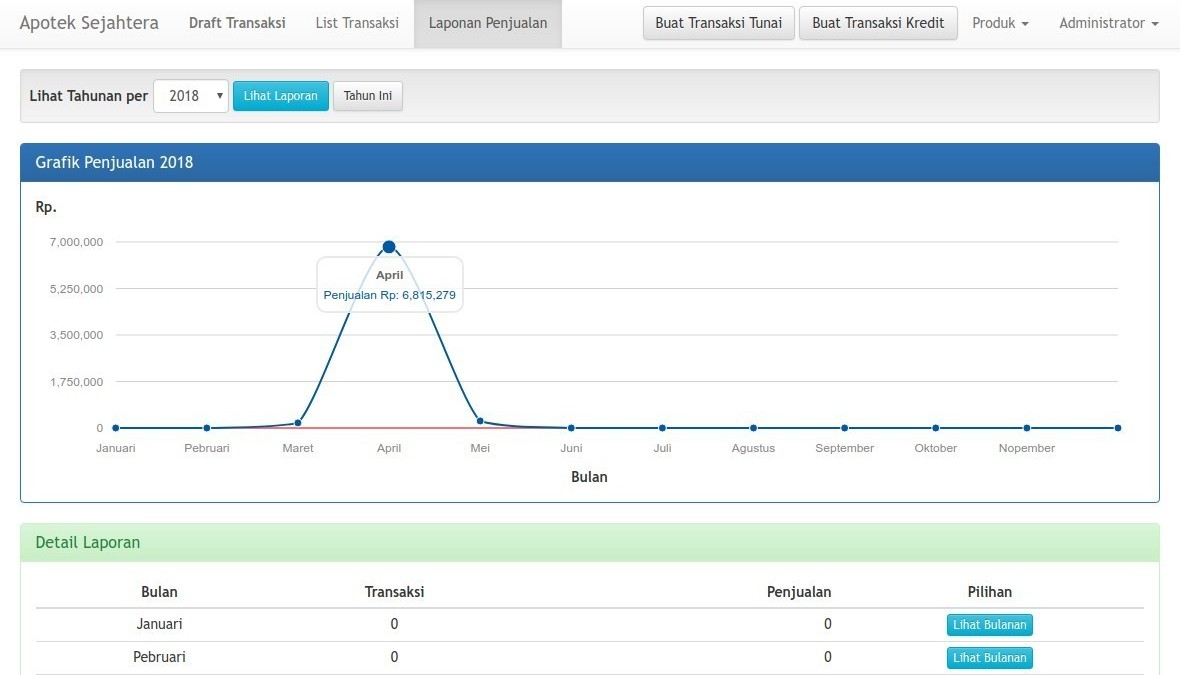 Apotek Sejahtera Draft Transaksi List Transaksi Laponan Penjualan Buat Transaksi Tunai Buat Transaksi Kredit Produk Administrator
Lihat Tahunan per 2018 Lihat Laporan Tahun Ini
Grafik Penjualan 2018
Rp.
7,000,000
April
Penjualan Rp: 6,815,279
5,250,000
3,500,000
1,750,000
0
Januari Pebruari Maret April Mei Juni Juli Agustus September Oktober Nopember
Bulan
Detail Laporan
Bulan Transaksi Penjualan Pilihan
Januari 0 0 Lihat Bulanan
Pebruari 0 0 Lihat Bulanan